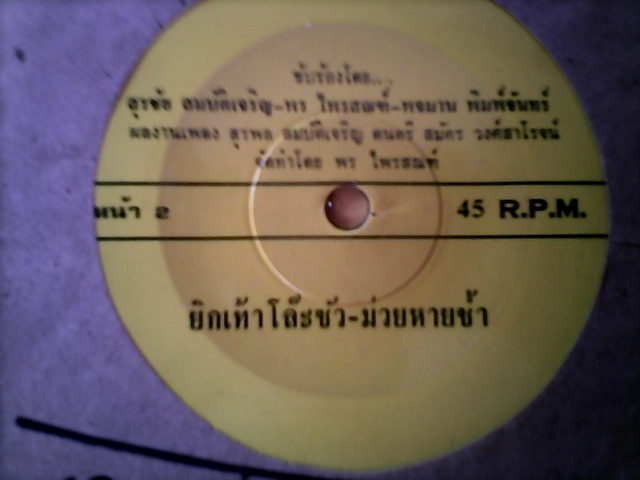 ขับร้องโดย....
สุรชัย สมบัติเจริญ-พร ไพรสณฑ์-พจมาน พิมพ์จันทร์
ผลงานเพลง สุรพล สมบัติเจริญ ดนตรี สมัคร วงศ์สาโรจน์
จัดทำโดย พร ไพรสณฑ์
หน้า ๒ 45 R.P.M.
ยิกเท้าโล๊ะซัว-ม่วยหายช้ำ